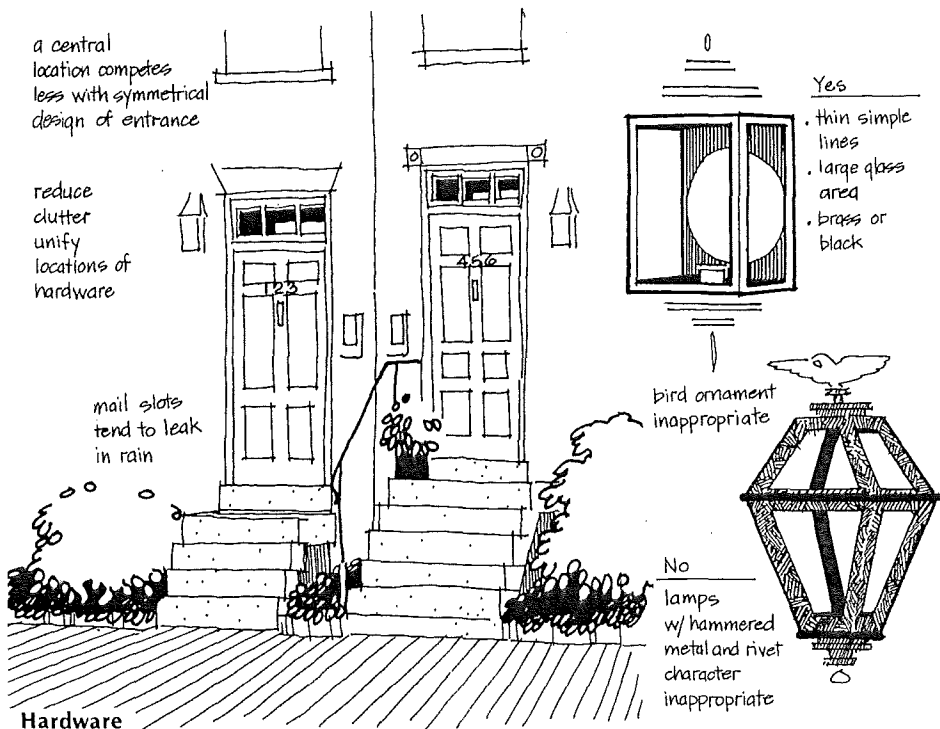 a central
location competes
less with symmetrical
design of entrance
reduce
clutter
unify
locations of
hardware
123
456
mail slots
tend to leak
in rain
Yes
. thin simple
lines
. large glass
area
. brass or
black
bird ornament
inappropriate
No
lamps
w/ hammered
metal and rivet
character
inappropriate
Hardware